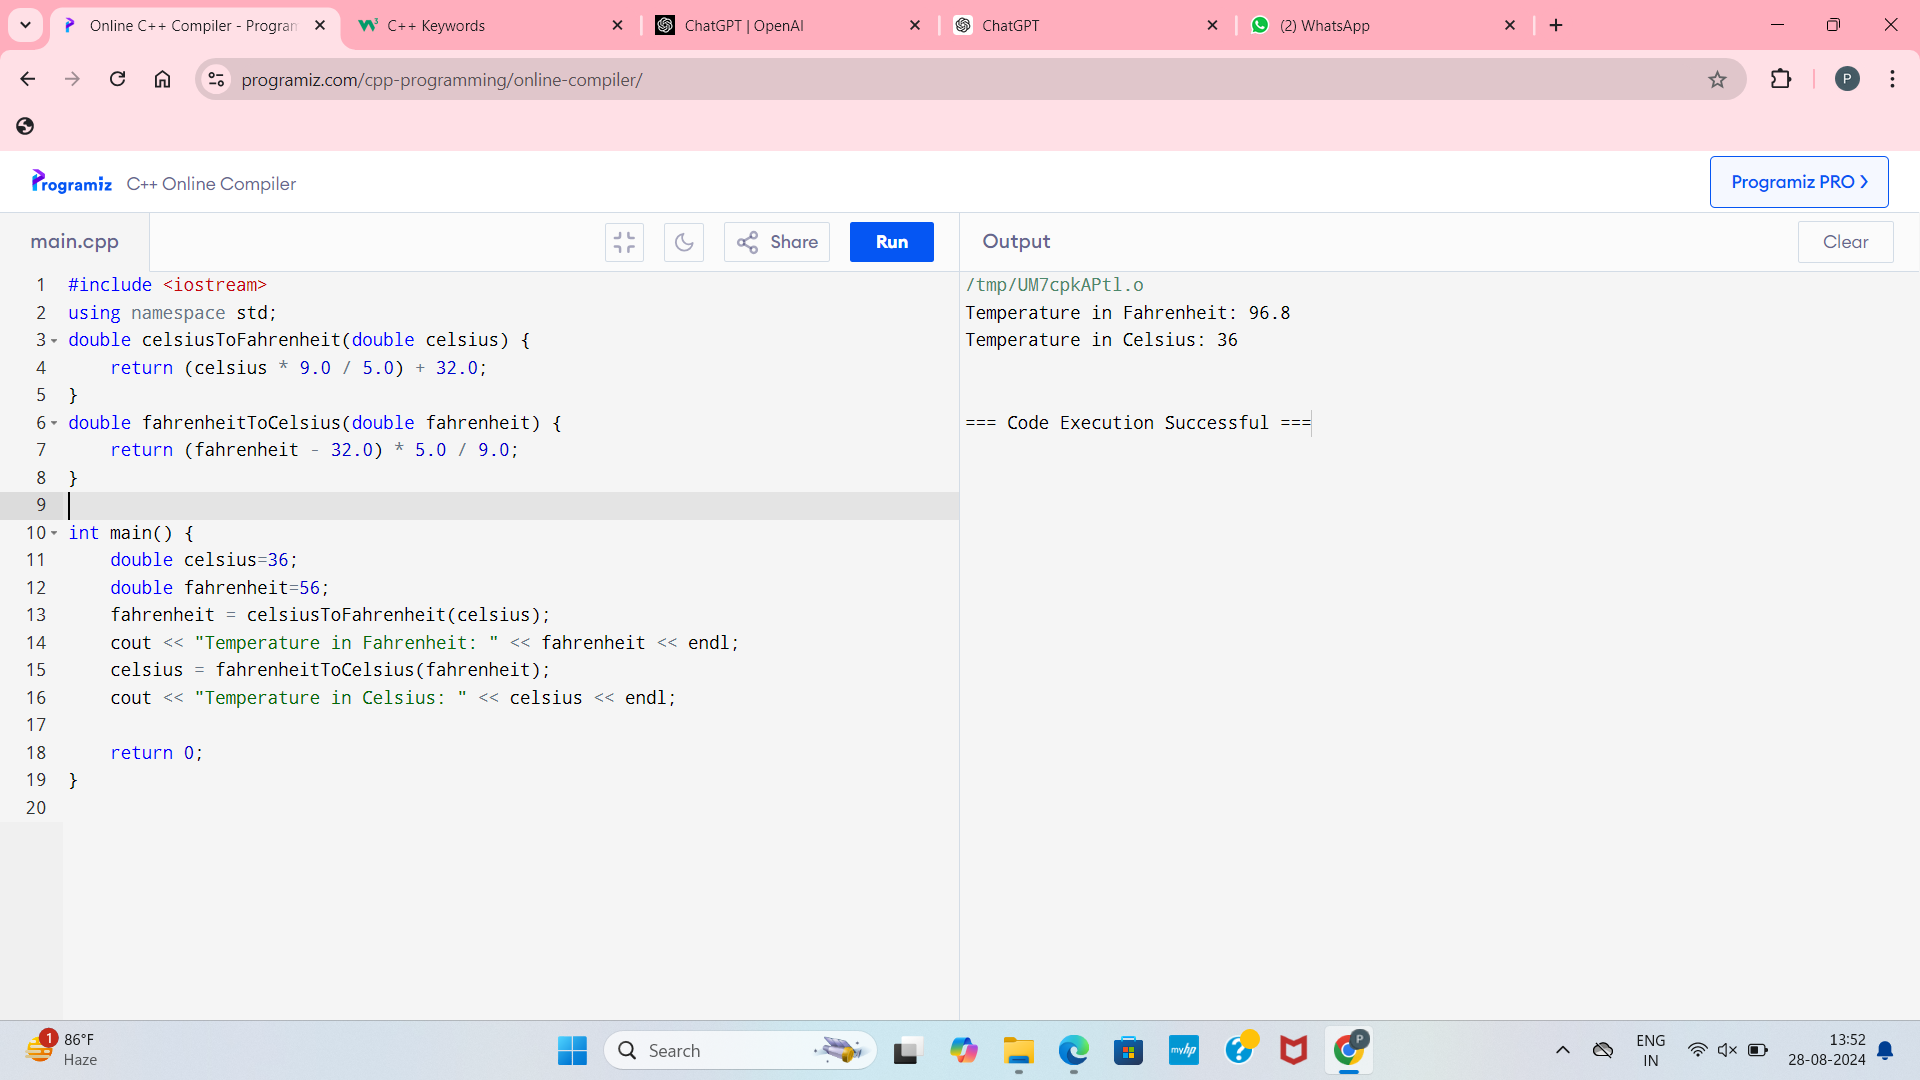 Online C++ Compiler - Program
C++ Keywords
ChatGPT | OpenAI
ChatGPT
(2) WhatsApp
programiz.com/cpp-programming/online-compiler/
P
Programiz C++ Online Compiler
Programiz PRO
main.cpp
Share
Run
Output
Clear
1 #include <iostream>
2 using namespace std;
3 double celsiusToFahrenheit(double celsius) {
4 return (celsius * 9.0 / 5.0) + 32.0;
5 }
6 double fahrenheitToCelsius(double fahrenheit) {
7 return (fahrenheit - 32.0) * 5.0 / 9.0;
8 }
9
10 int main() {
11 double celsius=36;
12 double fahrenheit=56;
13 fahrenheit = celsiusToFahrenheit(celsius);
14 cout << "Temperature in Fahrenheit: " << fahrenheit << endl;
15 celsius = fahrenheitToCelsius(fahrenheit);
16 cout << "Temperature in Celsius: " << celsius << endl;
17
18 return 0;
19 }
20
/tmp/UM7cpkAPtl.o
Temperature in Fahrenheit: 96.8
Temperature in Celsius: 36
=== Code Execution Successful ===
1
86°F
Haze
Search
myhp
P
ENG
IN
13:52
28-08-2024